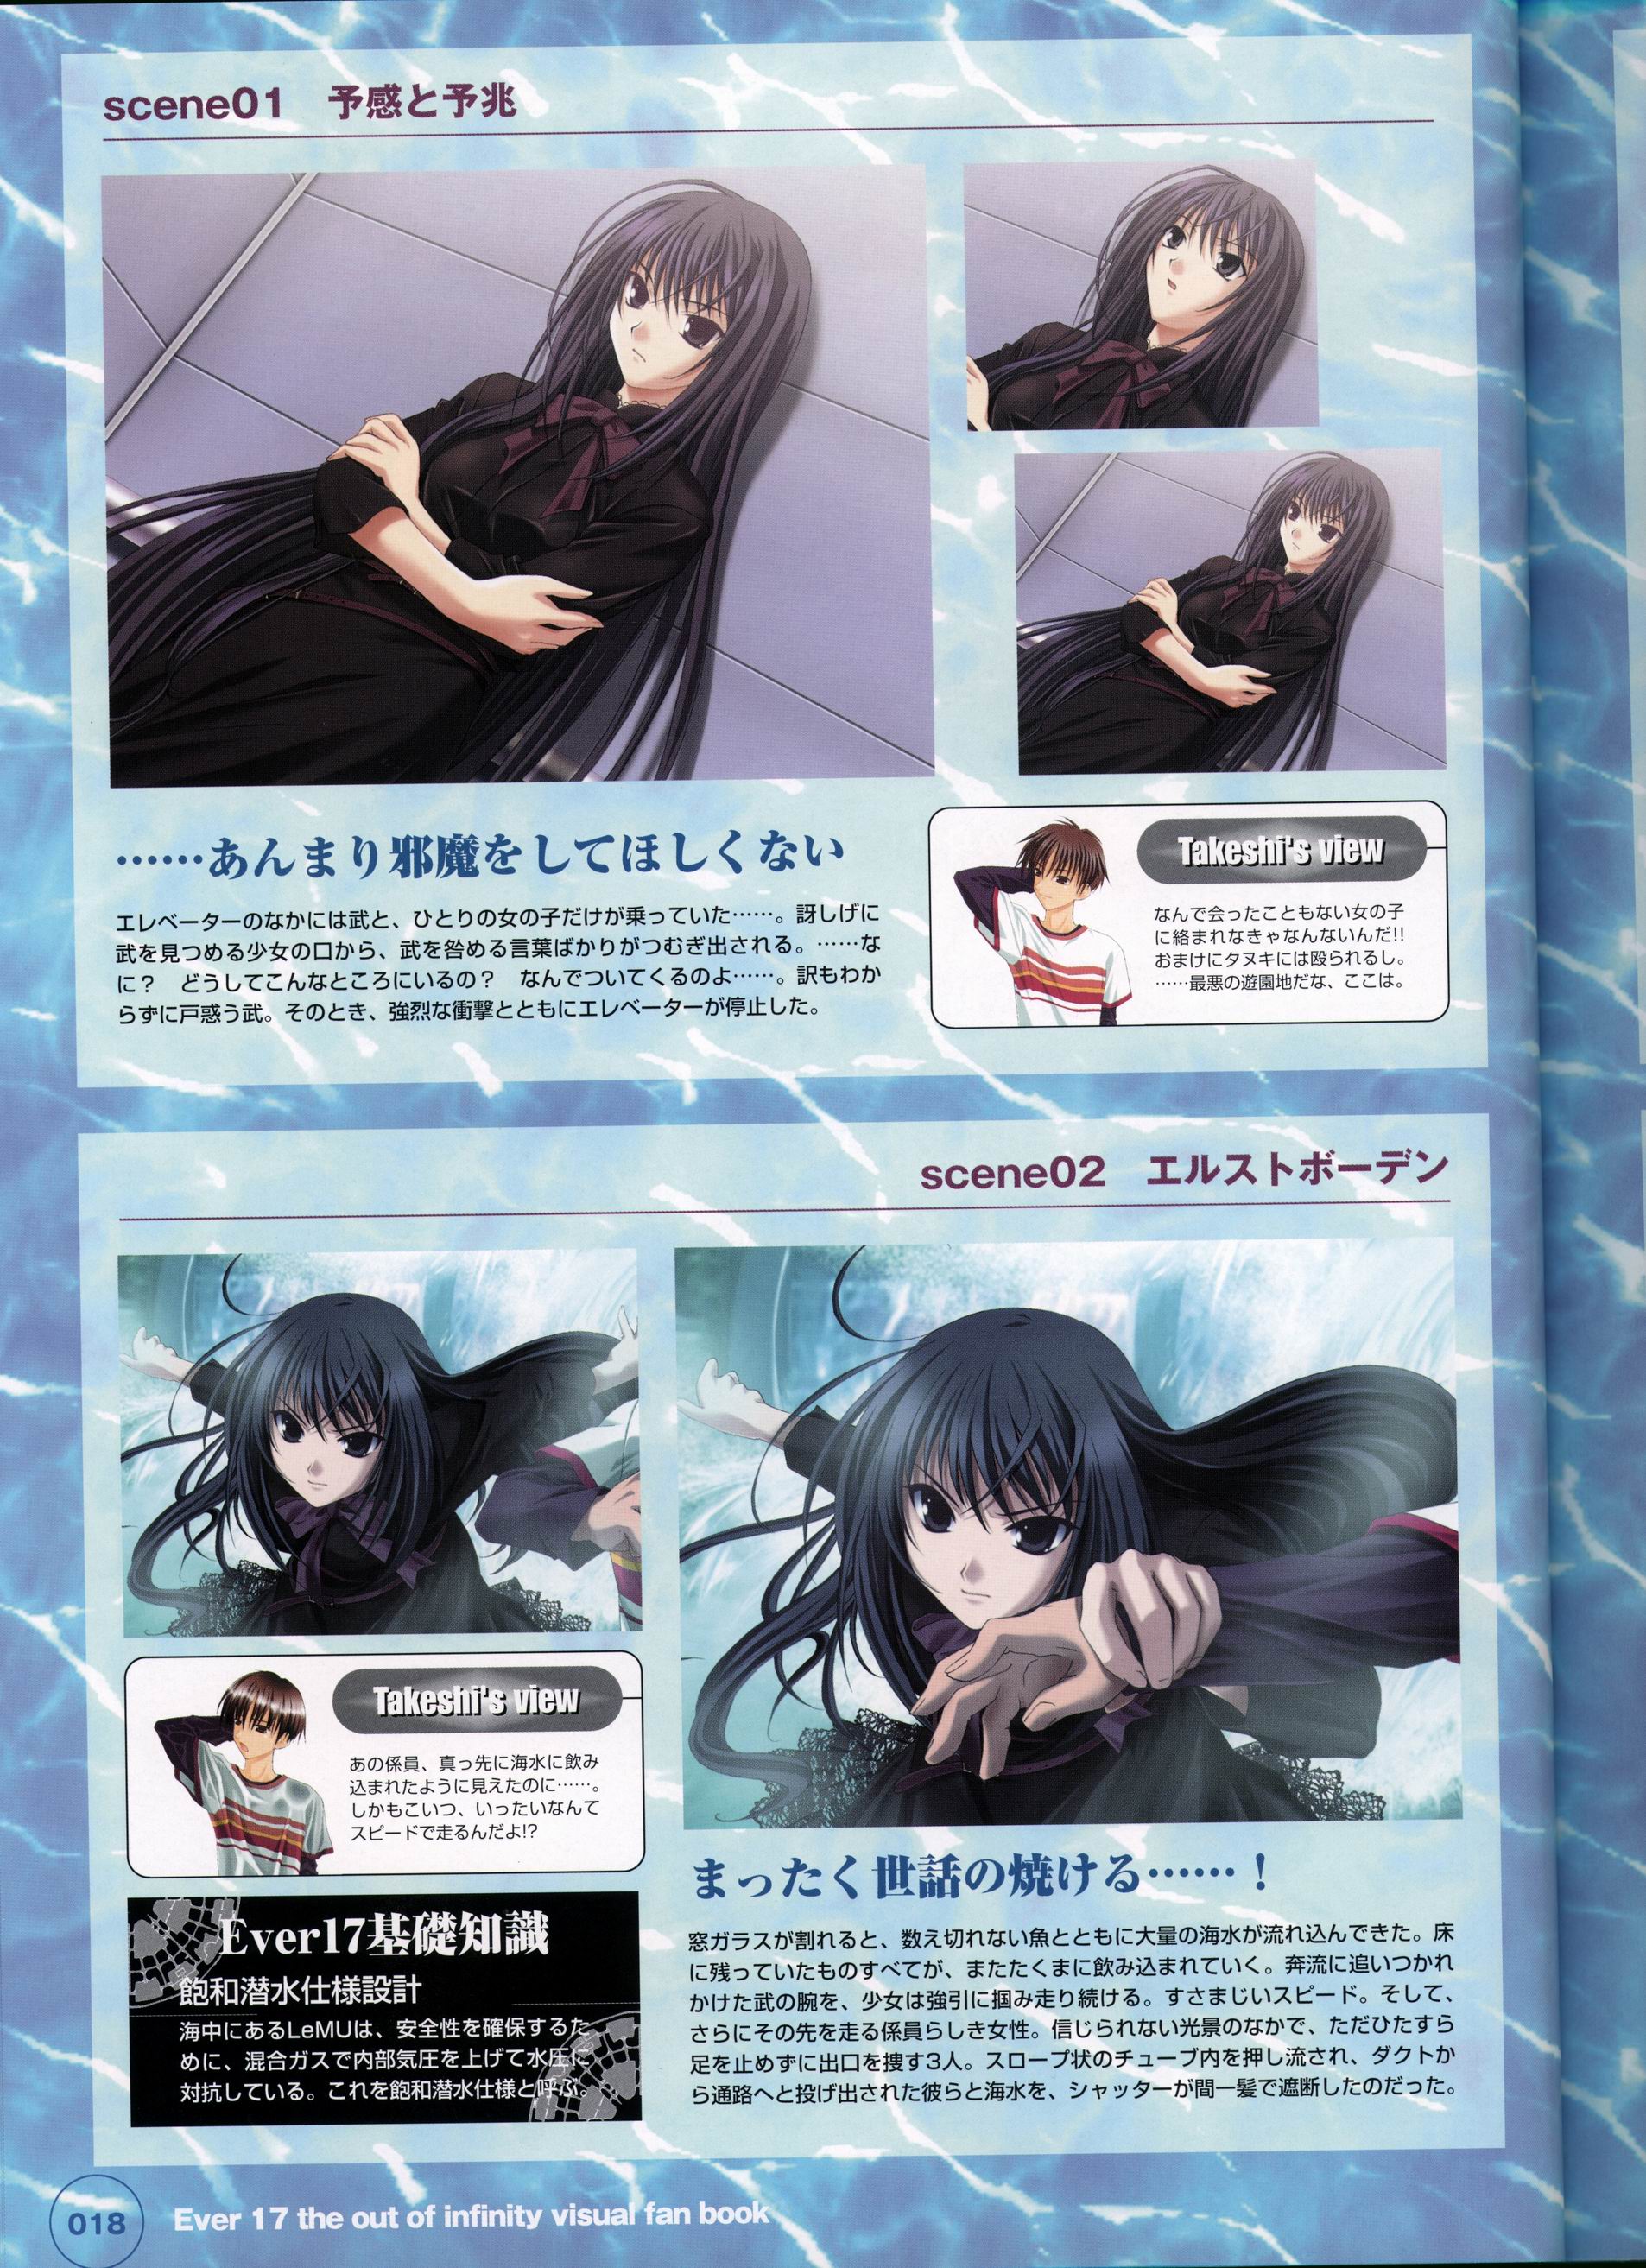 scene01　予感と予兆
……あんまり邪魔をしてほしくない
エレベーターのなかには武と、ひとりの女の子だけが乗っていた……。訝しげに
武を見つめる少女の口から、武を咎める言葉ばかりがつむぎ出される。……な
に？　どうしてこんなところにいるの？　なんでついてくるのよ……。訳もわか
らずに戸惑う武。そのとき、強烈な衝撃とともにエレベーターが停止した。
Takeshi's view
なんで会ったこともない女の子
に絡まれなきゃなんないんだ!!
おまけにタヌキには殴られるし。
……最悪の遊園地だな、ここは。
scene02　エルストボーデン
Takeshi's view
あの係員、真っ先に海水に飲み
込まれたように見えたのに……。
しかもこいつ、いったいなんて
スピードで走るんだよ!?
Ever17基礎知識
飽和潜水仕様設計
海中にあるLeMUは、安全性を確保するた
めに、混合ガスで内部気圧を上げて水圧に
対抗している。これを飽和潜水仕様と呼ぶ。
まったく世話の焼ける……！
窓ガラスが割れると、数え切れない魚とともに大量の海水が流れ込んできた。床
に残っていたものすべてが、またたくまに飲み込まれていく。奔流に追いつかれ
かけた武の腕を、少女は強引に掴み走り続ける。すさまじいスピード。そして、
さらにその先を走る係員らしき女性。信じられない光景のなかで、ただひたすら
足を止めずに出口を捜す3人。スロープ状のチューブ内を押し流され、ダクトか
ら通路へと投げ出された彼らと海水を、シャッターが間一髪で遮断したのだった。
018
Ever 17 the out of infinity visual fan book